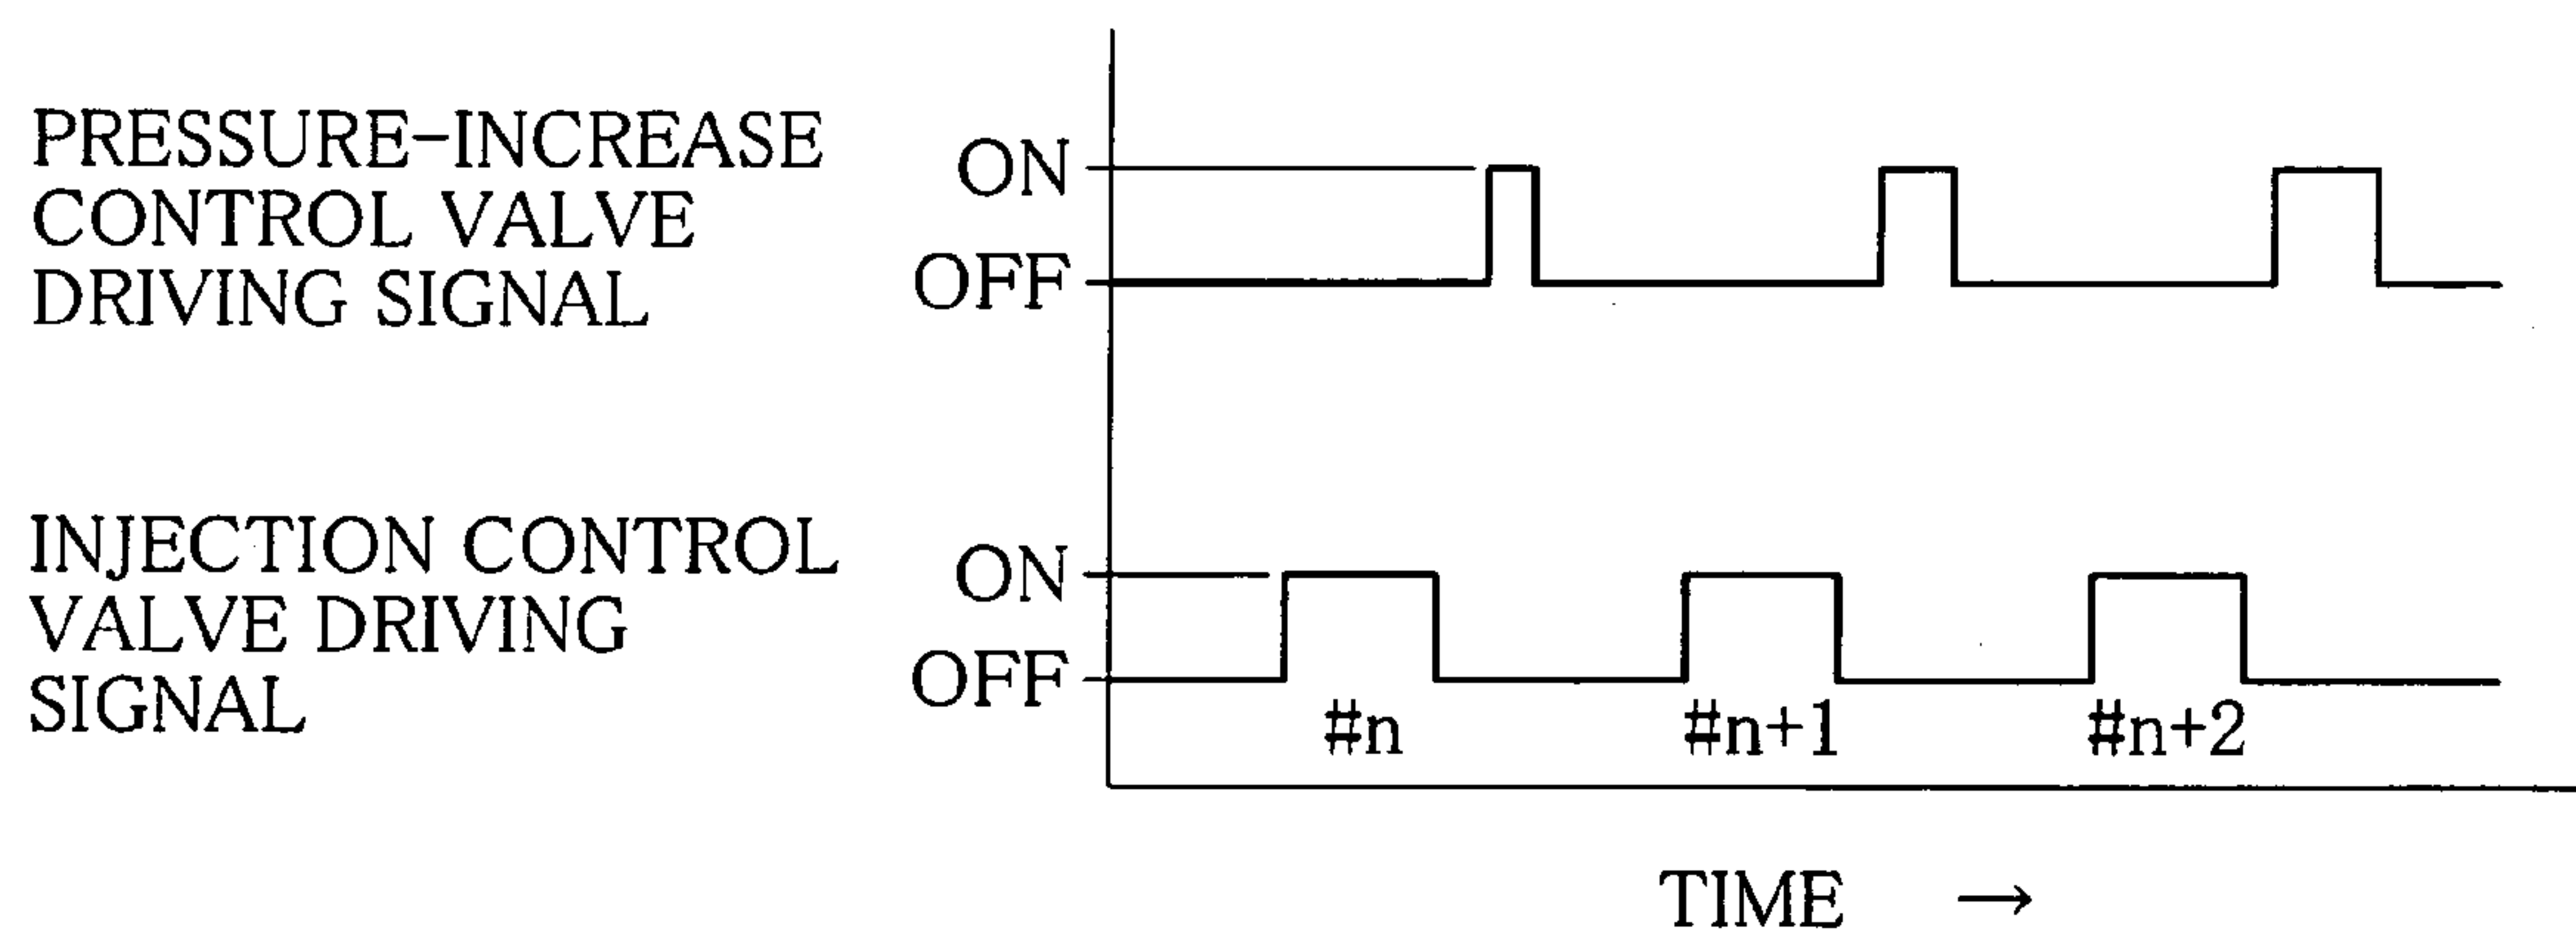 PRESSURE-INCREASE
CONTROL VALVE
DRIVING SIGNAL
ON
OFF
INJECTION CONTROL
VALVE DRIVING
SIGNAL
ON
OFF
#n
#n+1
#n+2
TIME →